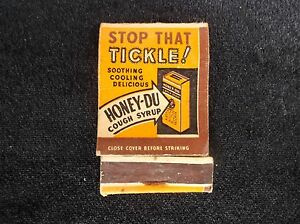 STOP THAT
TICKLE!
SOOTHING
COOLING
DELICIOUS
HONEY-DU
COUGH SYRUP
CLOSE COVER BEFORE STRIKING